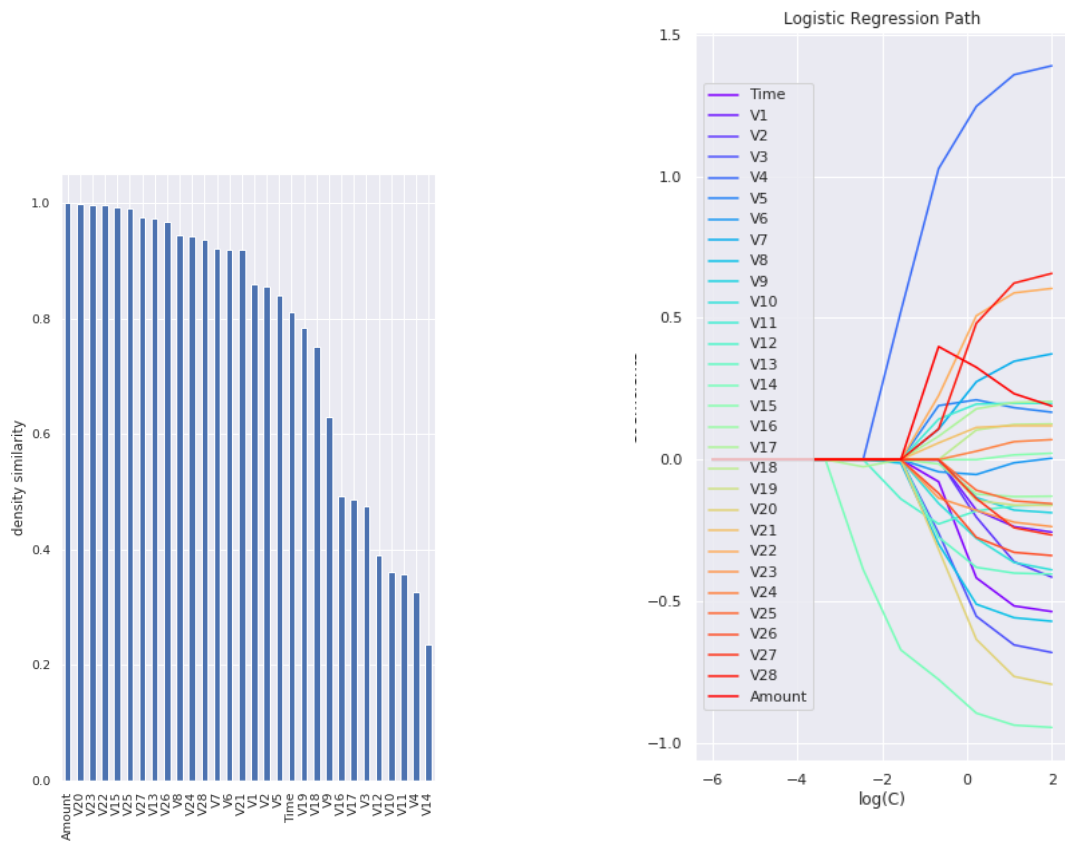 density similarity
1.0
0.8
0.6
0.4
0.2
0.0
Amount
V20
V23
V22
V15
V25
V27
V13
V26
V8
V24
V28
V7
V6
V21
V1
V2
V5
Time
V19
V18
V9
V16
V17
V3
V12
V10
V11
V4
V14
Logistic Regression Path
1.5
1.0
0.5
0.0
−0.5
−1.0
Time
V1
V2
V3
V4
V5
V6
V7
V8
V9
V10
V11
V12
V13
V14
V15
V16
V17
V18
V19
V20
V21
V22
V23
V24
V25
V26
V27
V28
Amount
−6
−4
−2
0
2
log(C)